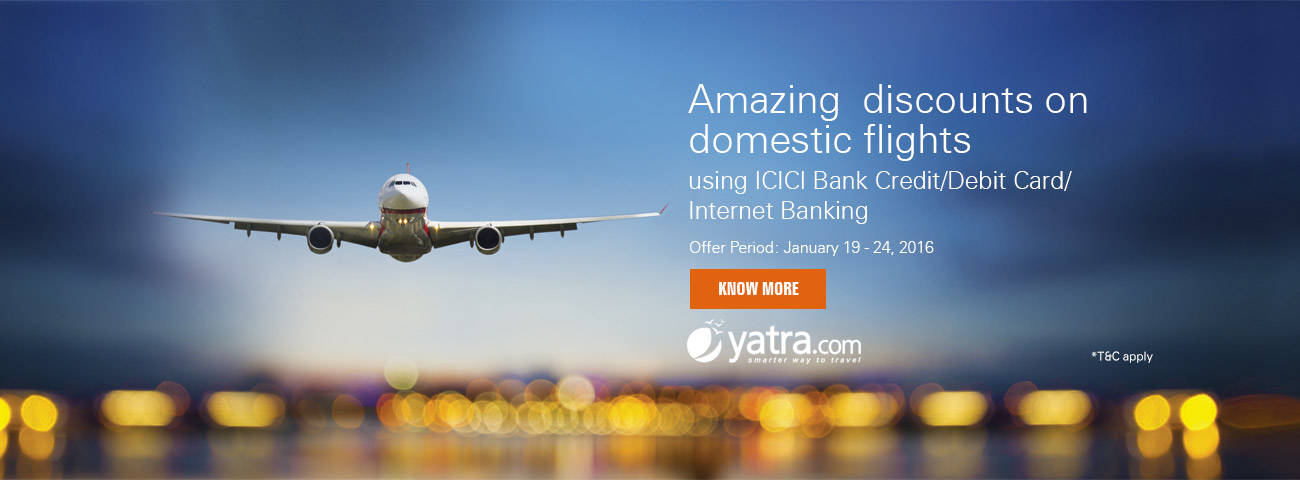 Amazing discounts on
domestic flights
using ICICI Bank Credit/Debit Card/
Internet Banking
Offer Period: January 19 - 24, 2016
KNOW MORE
yatra.com
smarter way to travel
*T&C apply